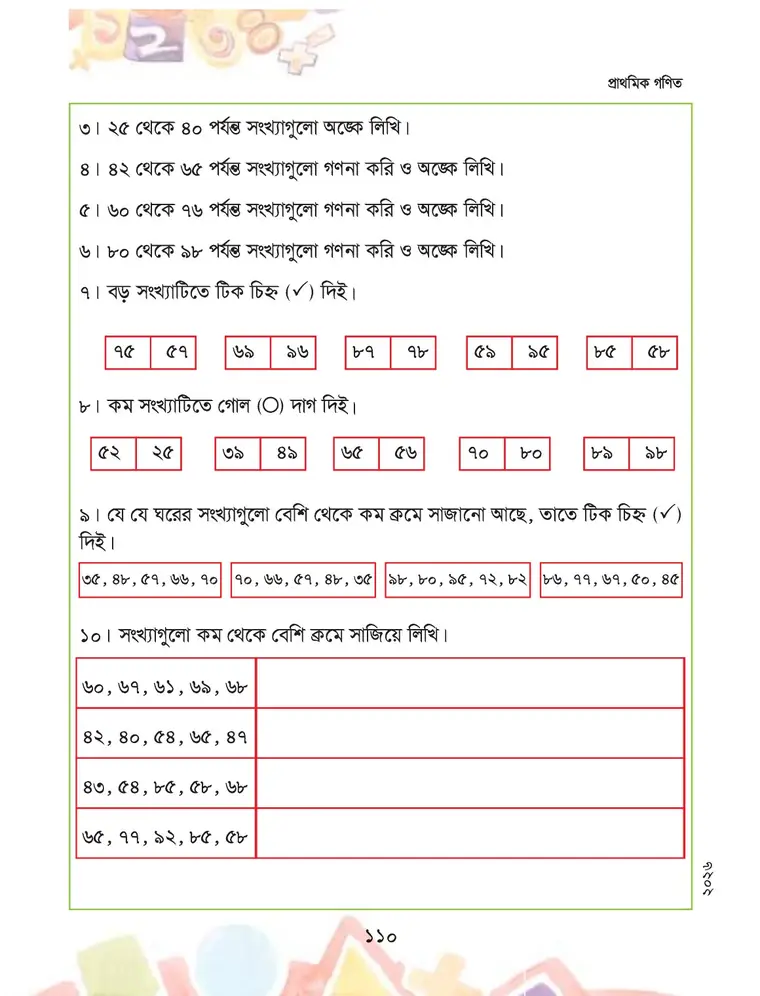 প্রাথমিক গণিত
৩। ২৫ থেকে ৪০ পর্যন্ত সংখ্যাগুলো অঙ্কে লিখি।
৪। ৪২ থেকে ৬৫ পর্যন্ত সংখ্যাগুলো গণনা করি ও অঙ্কে লিখি।
৫। ৬০ থেকে ৭৬ পর্যন্ত সংখ্যাগুলো গণনা করি ও অঙ্কে লিখি।
৬। ৮০ থেকে ৯৮ পর্যন্ত সংখ্যাগুলো গণনা করি ও অঙ্কে লিখি।
৭। বড় সংখ্যাটিতে টিক চিহ্ন (✓) দিই।
৭৫ ৫৭ ৬৯ ৯৬ ৮৭ ৭৮ ৫৯ ৯৫ ৮৫ ৫৮
৮। কম সংখ্যাটিতে গোল (○) দাগ দিই।
৫২ ২৫ ৩৯ ৪৯ ৬৫ ৫৬ ৭০ ৮০ ৮৯ ৯৮
৯। যে যে ঘরের সংখ্যাগুলো বেশি থেকে কম ক্রমে সাজানো আছে, তাতে টিক চিহ্ন (✓)
দিই।
৩৫, ৪৮, ৫৭, ৬৬, ৭০ ৭০, ৬৬, ৫৭, ৪৮, ৩৫ ৯৮, ৮০, ৯৫, ৭২, ৮২ ৮৬, ৭৭, ৬৭, ৫০, ৪৫
১০। সংখ্যাগুলো কম থেকে বেশি ক্রমে সাজিয়ে লিখি।
৬০, ৬৭, ৬১, ৬৯, ৬৮
৪২, ৪০, ৫৪, ৬৫, ৪৭
৪৩, ৫৪, ৮৫, ৫৮, ৬৮
৬৫, ৭৭, ৯২, ৮৫, ৫৮
২০২৬
১১০